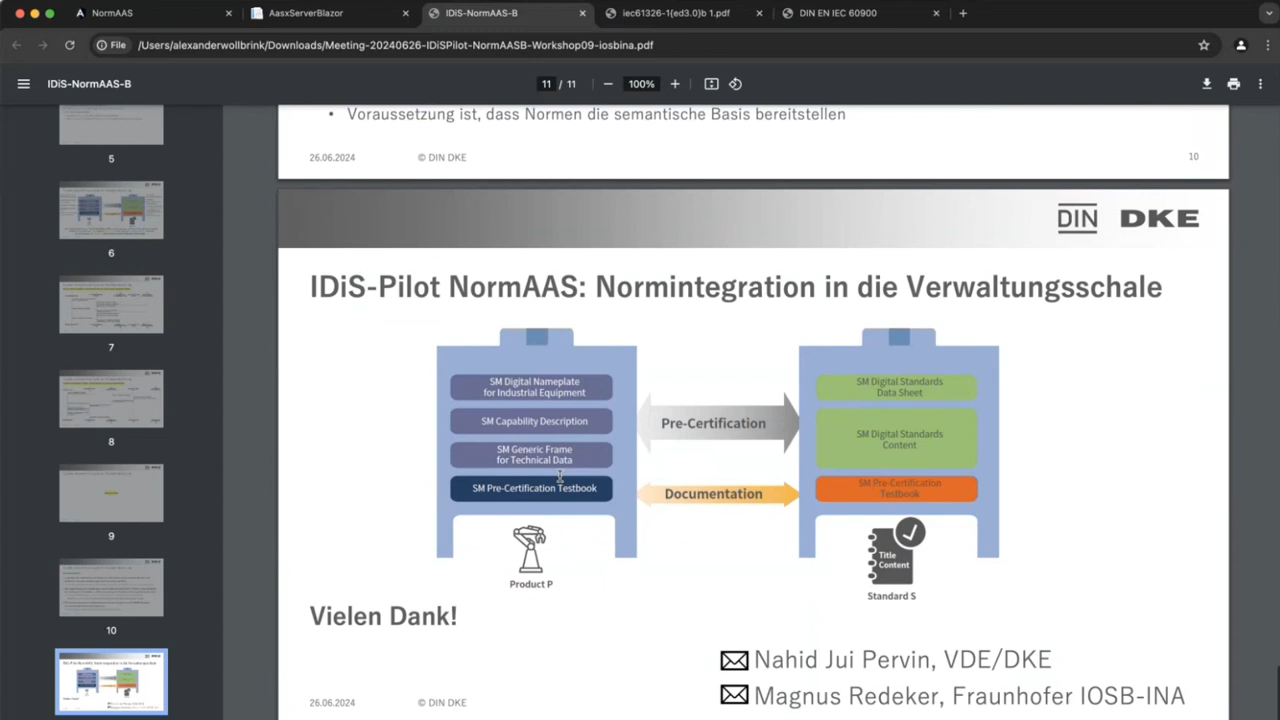 NormAAS
AasxServerBlazor
IDiS-NormAAS-B
iec61326-1{ed3.0}b 1.pdf
DIN EN IEC 60900
File
/Users/alexanderwollbrink/Downloads/Meeting-20240626-IDiSPilot-NormAASB-Workshop09-iosbina.pdf
IDiS-NormAAS-B
11 / 11
100%
5
6
7
8
9
10
• Voraussetzung ist, dass Normen die semantische Basis bereitstellen
26.06.2024
© DIN DKE
10
DIN DKE
IDiS-Pilot NormAAS: Normintegration in die Verwaltungsschale
SM Digital Nameplate
for Industrial Equipment
SM Capability Description
SM Generic Frame
for Technical Data
SM Pre-Certification Testbook
Product P
Pre-Certification
Documentation
SM Digital Standards
Data Sheet
SM Digital Standards
Content
SM Pre-Certification
Testbook
Title
Content
Standard S
Vielen Dank!
Nahid Jui Pervin, VDE/DKE
Magnus Redeker, Fraunhofer IOSB-INA
26.06.2024
© DIN DKE